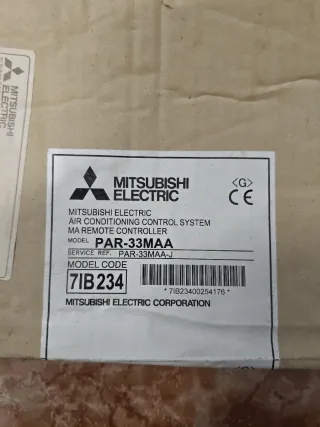 MITSUBISHI
ELECTRIC
<G>
CE
MITSUBISHI
ELECTRIC
MITSUBISHI ELECTRIC
AIR CONDITIONING CONTROL SYSTEM
MA REMOTE CONTROLLER
MODEL PAR-33MAA
SERVICE REF. PAR-33MAA-J
MODEL CODE
7IB234
* 7IB23400254176 *
MITSUBISHI ELECTRIC CORPORATION